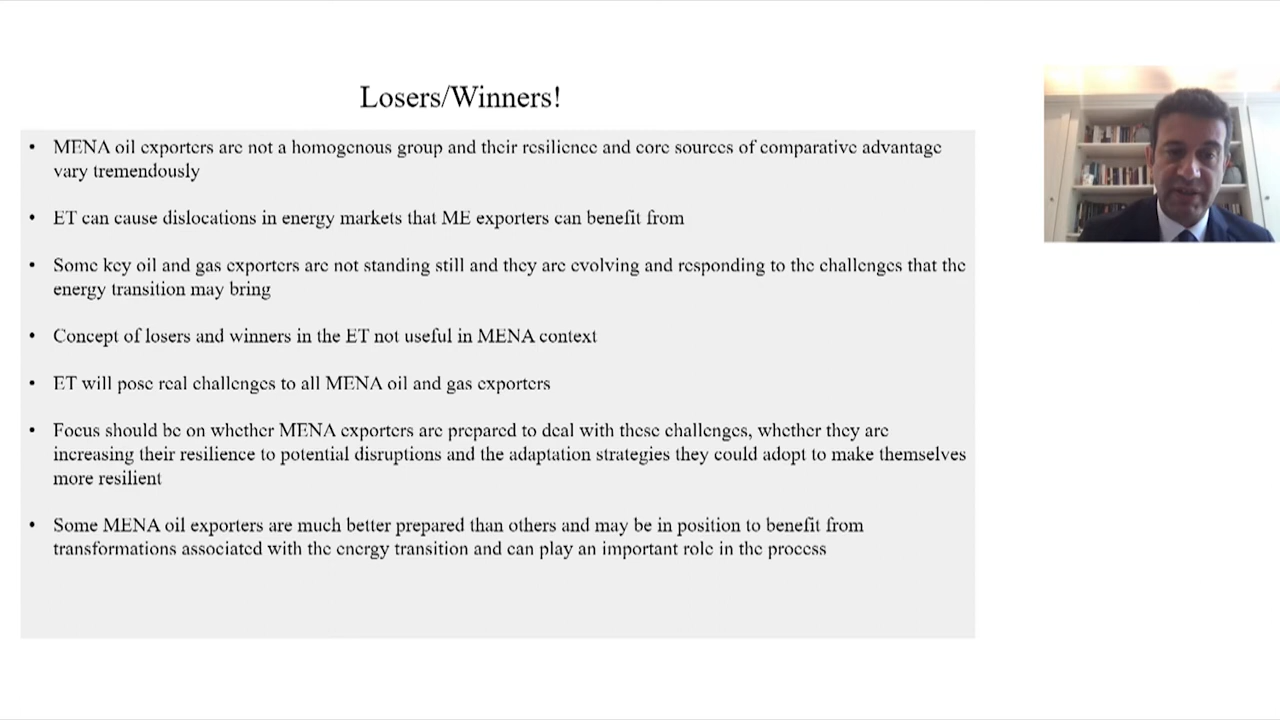 Losers/Winners!
• MENA oil exporters are not a homogenous group and their resilience and core sources of comparative advantage
vary tremendously
• ET can cause dislocations in energy markets that ME exporters can benefit from
• Some key oil and gas exporters are not standing still and they are evolving and responding to the challenges that the
energy transition may bring
• Concept of losers and winners in the ET not useful in MENA context
• ET will pose real challenges to all MENA oil and gas exporters
• Focus should be on whether MENA exporters are prepared to deal with these challenges, whether they are
increasing their resilience to potential disruptions and the adaptation strategies they could adopt to make themselves
more resilient
• Some MENA oil exporters are much better prepared than others and may be in position to benefit from
transformations associated with the energy transition and can play an important role in the process